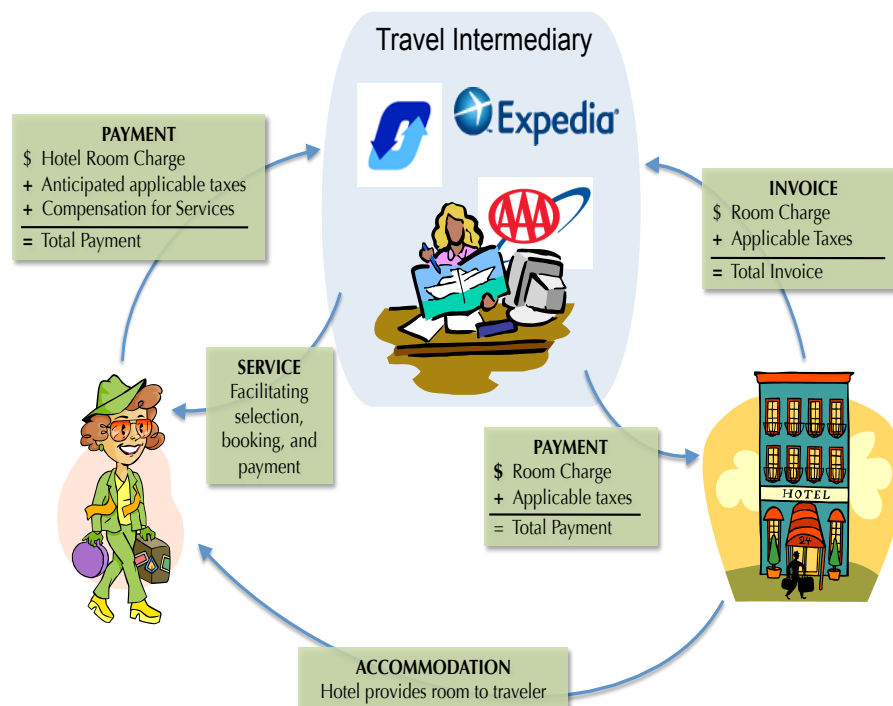 Travel Intermediary
Expedia
AAA
PAYMENT
$ Hotel Room Charge
+ Anticipated applicable taxes
+ Compensation for Services
= Total Payment
INVOICE
$ Room Charge
+ Applicable Taxes
= Total Invoice
SERVICE
Facilitating
selection,
booking, and
payment
PAYMENT
$ Room Charge
+ Applicable taxes
= Total Payment
HOTEL
24
ACCOMMODATION
Hotel provides room to traveler